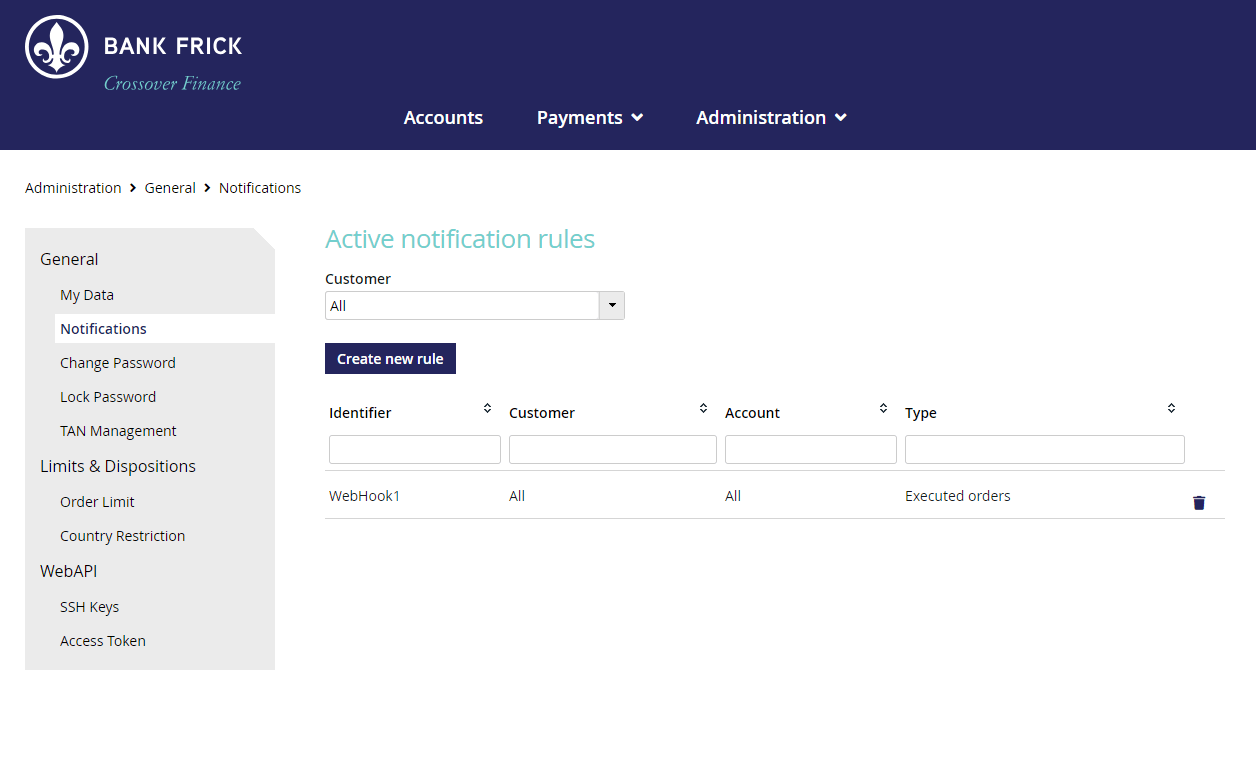 BANK FRICK
Crossover Finance
Accounts Payments Administration
Administration General Notifications
General
My Data
Notifications
Change Password
Lock Password
TAN Management
Limits & Dispositions
Order Limit
Country Restriction
WebAPI
SSH Keys
Access Token
Active notification rules
Customer
All
Create new rule
Identifier Customer Account Type
WebHook1 All All Executed orders